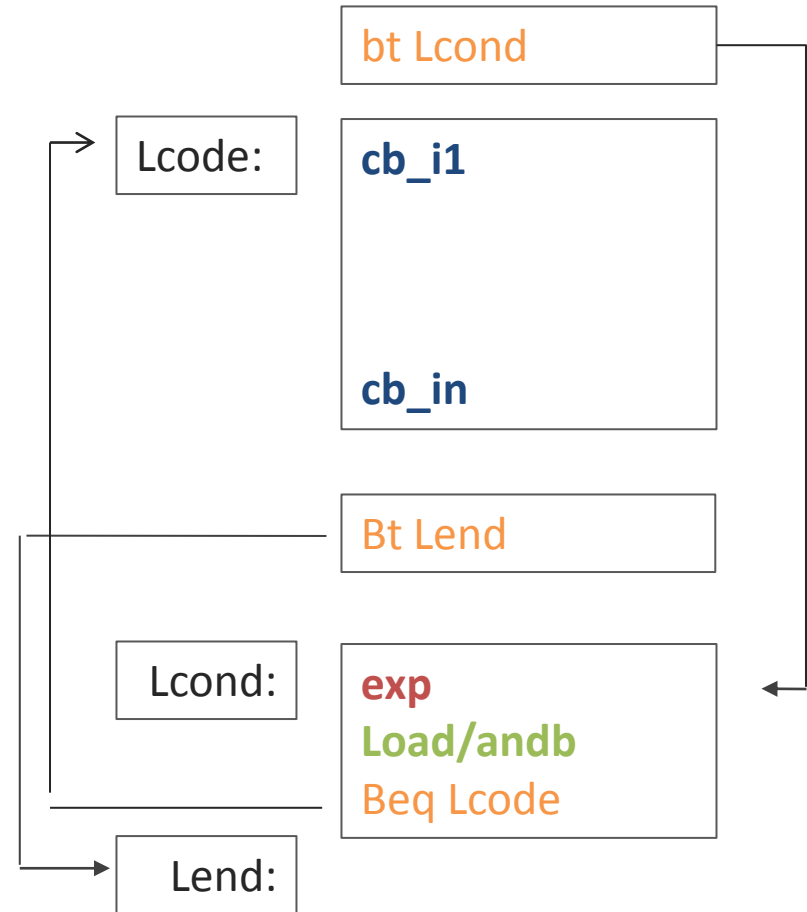 bt Lcond
Lcode:
cb_i1
cb_in
Bt Lend
Lcond:
exp
Load/andb
Beq Lcode
Lend: